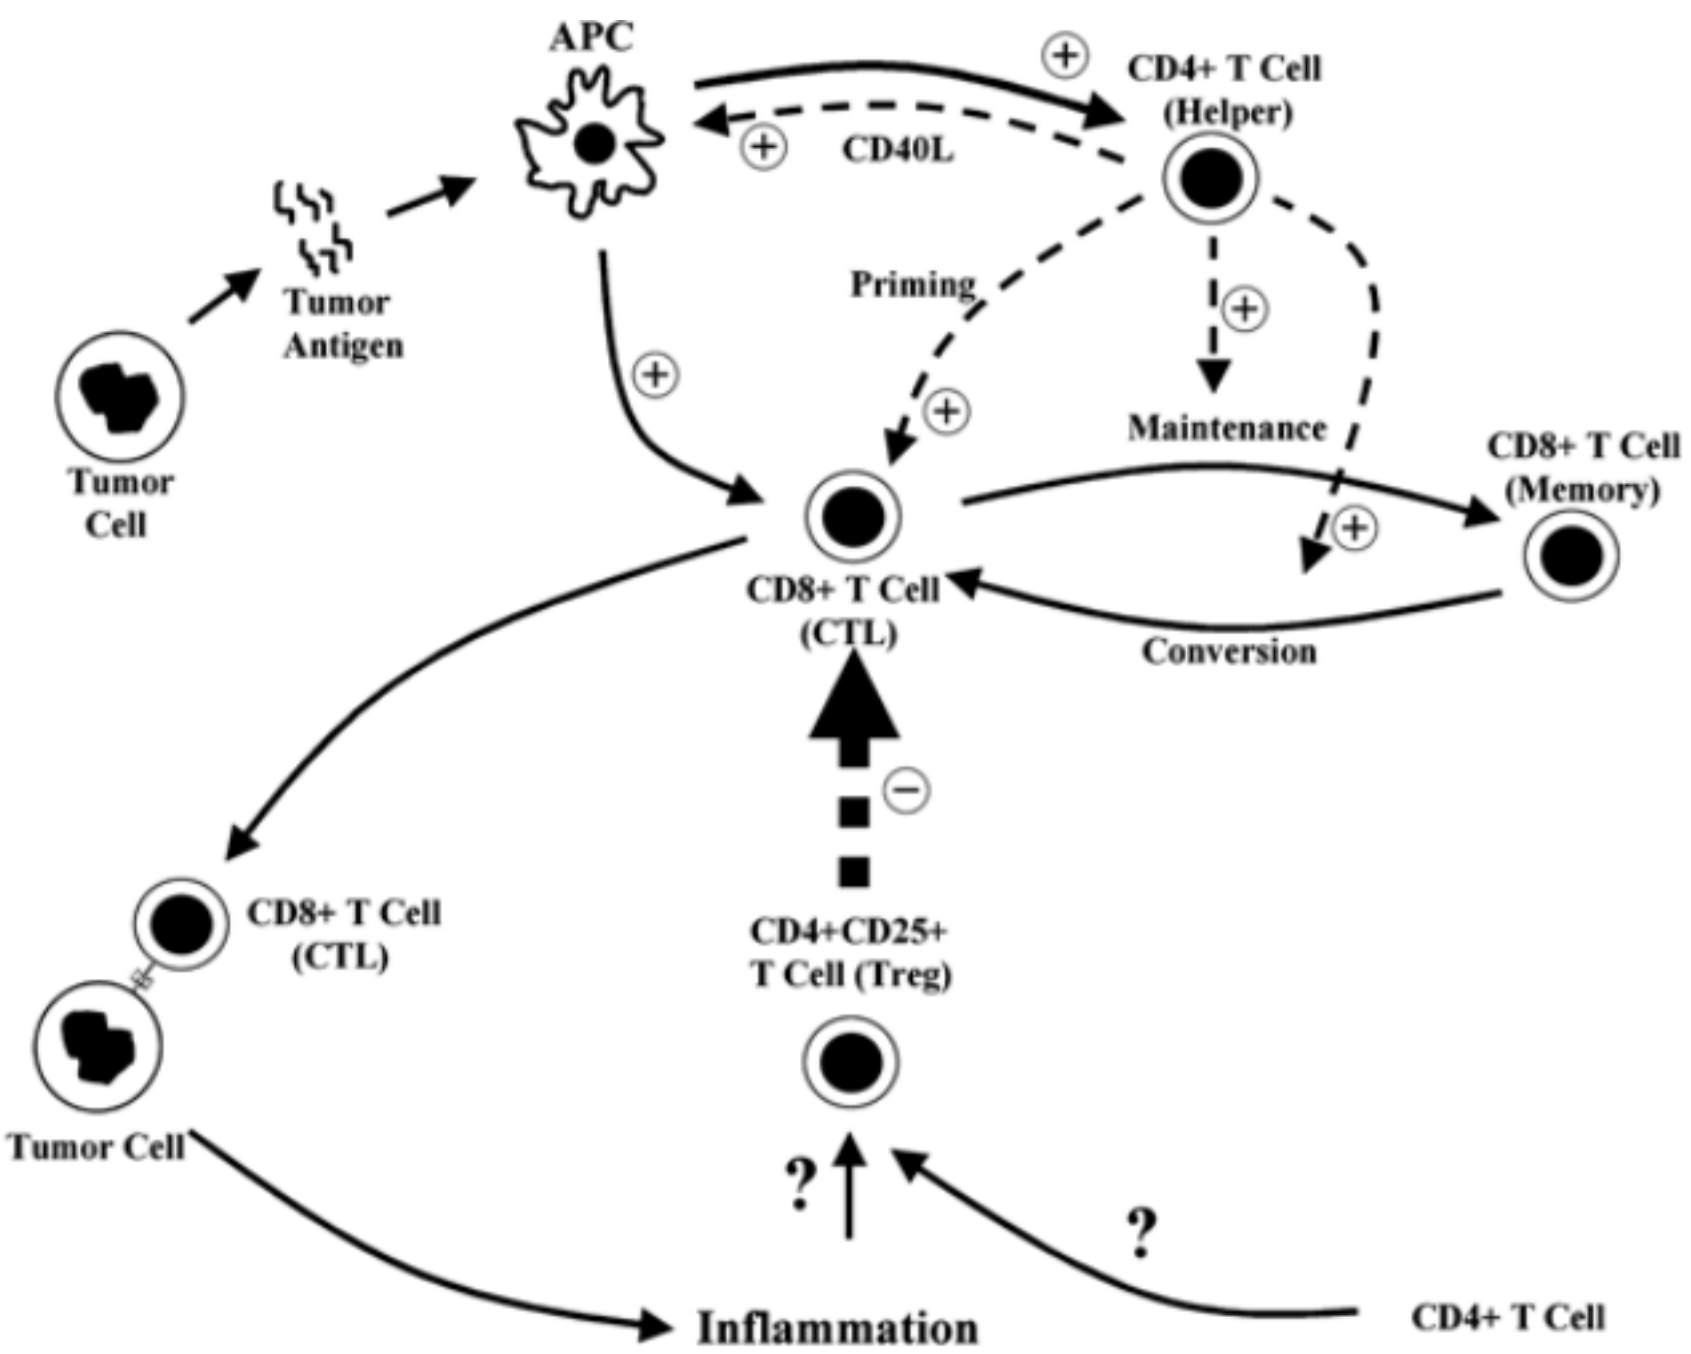 APC
+
CD4+ T Cell
(Helper)
+
CD40L
Tumor
Antigen
Priming
+
+
+
Maintenance
CD8+ T Cell
(Memory)
+
Tumor
Cell
CD8+ T Cell
(CTL)
Conversion
−
CD8+ T Cell
(CTL)
CD4+CD25+
T Cell (Treg)
Tumor Cell
?
?
Inflammation
CD4+ T Cell